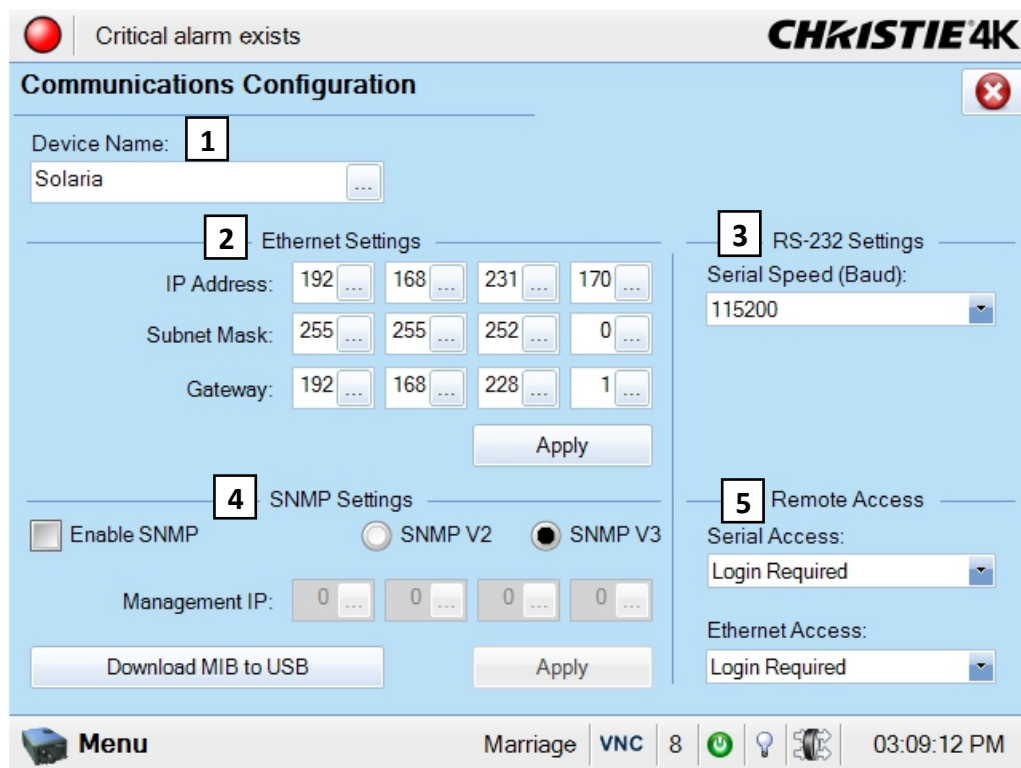 Critical alarm exists
CHRISTIE 4K
Communications Configuration
Device Name: 1
Solaria ...
2 Ethernet Settings
IP Address: 192 ... 168 ... 231 ... 170 ...
Subnet Mask: 255 ... 255 ... 252 ... 0 ...
Gateway: 192 ... 168 ... 228 ... 1 ...
Apply
3 RS-232 Settings
Serial Speed (Baud):
115200
4 SNMP Settings
Enable SNMP SNMP V2 SNMP V3
Management IP: 0 ... 0 ... 0 ... 0 ...
Download MIB to USB Apply
5 Remote Access
Serial Access:
Login Required
Ethernet Access:
Login Required
Menu Marriage VNC 8 03:09:12 PM